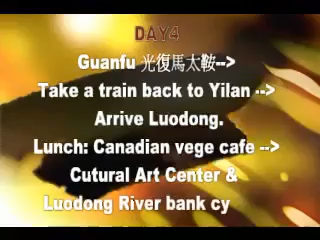 DAY4
Guanfu 光復馬太鞍-->
Take a train back to Yilan -->
Arrive Luodong.
Lunch: Canadian vege cafe -->
Cutural Art Center &
Luodong River bank cy